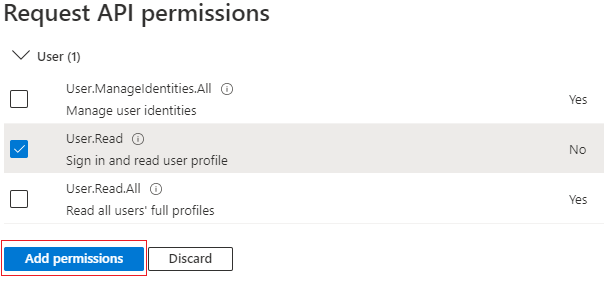 Request API permissions
User (1)
User.ManageIdentities.All
Manage user identities
Yes
User.Read
Sign in and read user profile
No
User.Read.All
Read all users' full profiles
Yes
Add permissions
Discard